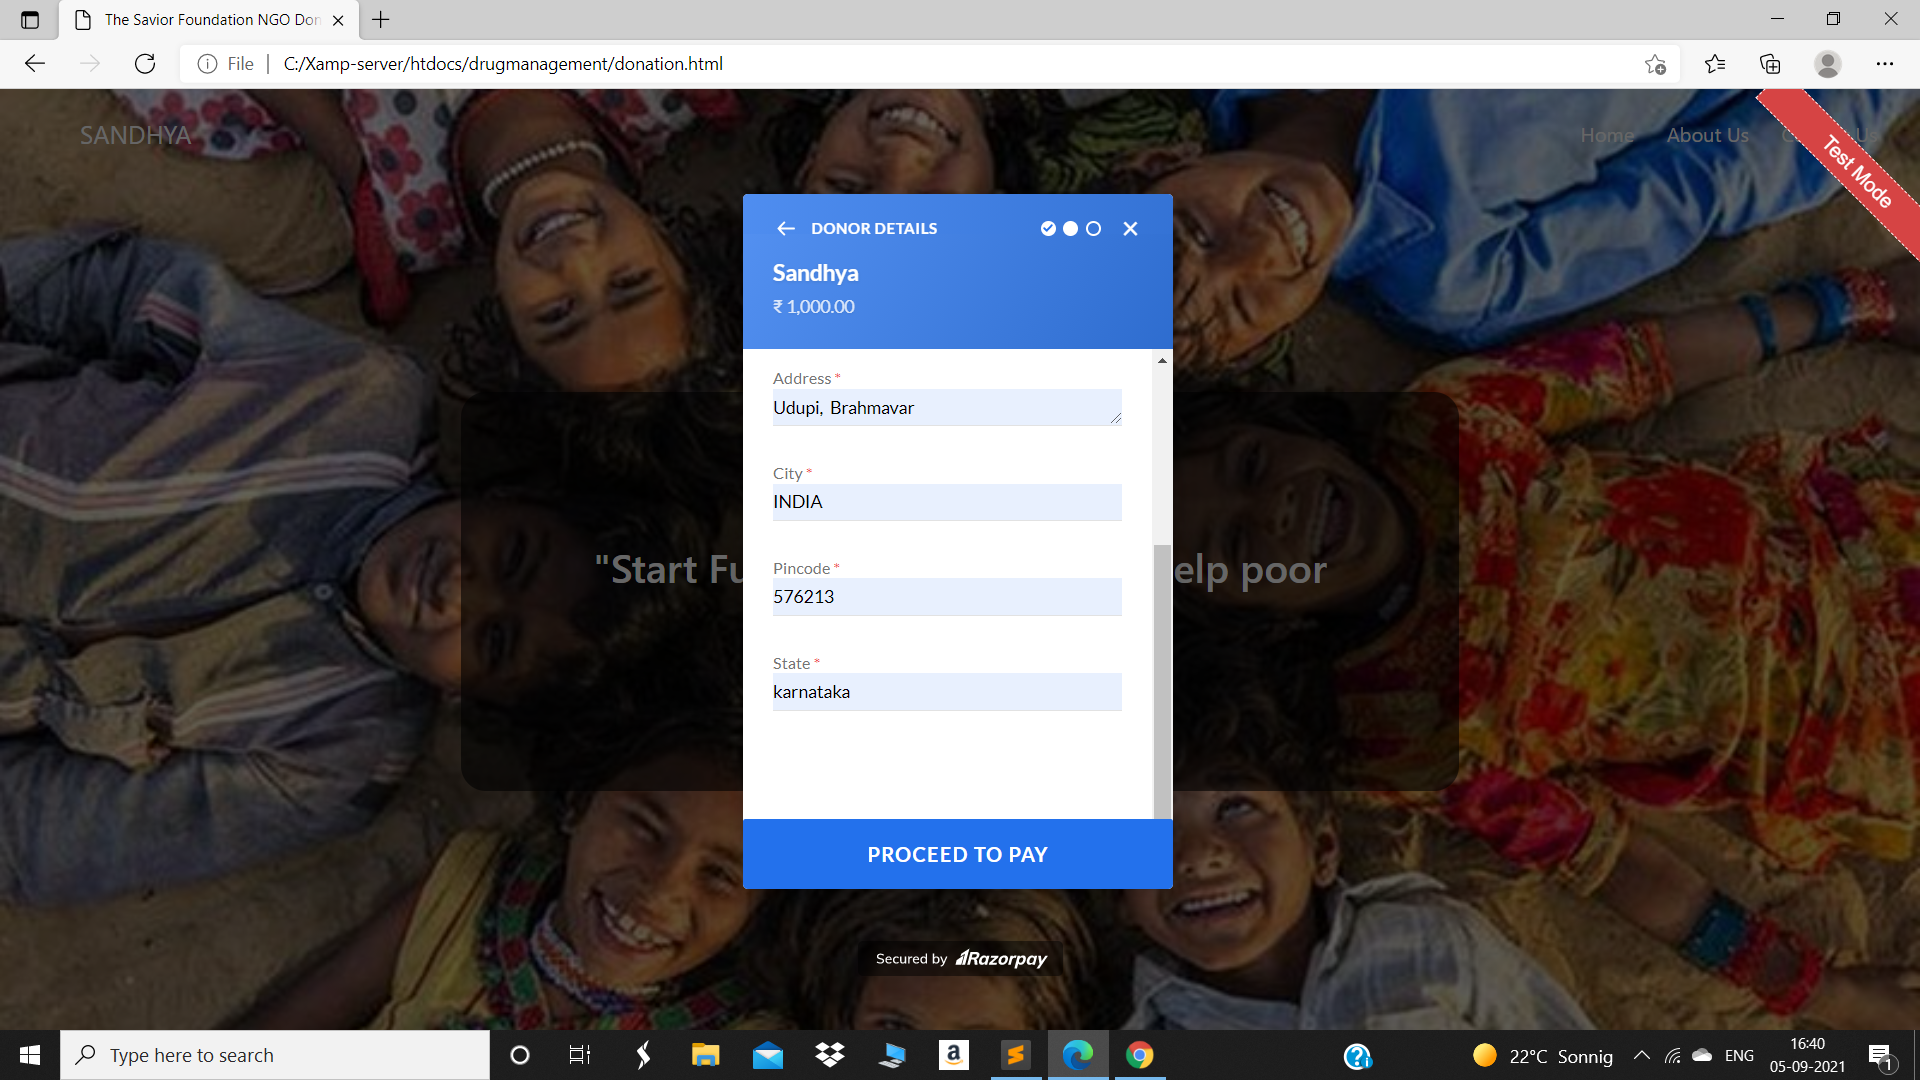 The Savior Foundation NGO Don
File
C:/Xamp-server/htdocs/drugmanagement/donation.html
SANDHYA
Home
About Us
Test Mode
DONOR DETAILS
Sandhya
₹ 1,000.00
Address *
Udupi, Brahmavar
City *
INDIA
"Start Fu
elp poor
Pincode *
576213
State *
karnataka
PROCEED TO PAY
Secured by Razorpay
Type here to search
a
22°C Sonnig
ENG
16:40
05-09-2021
1